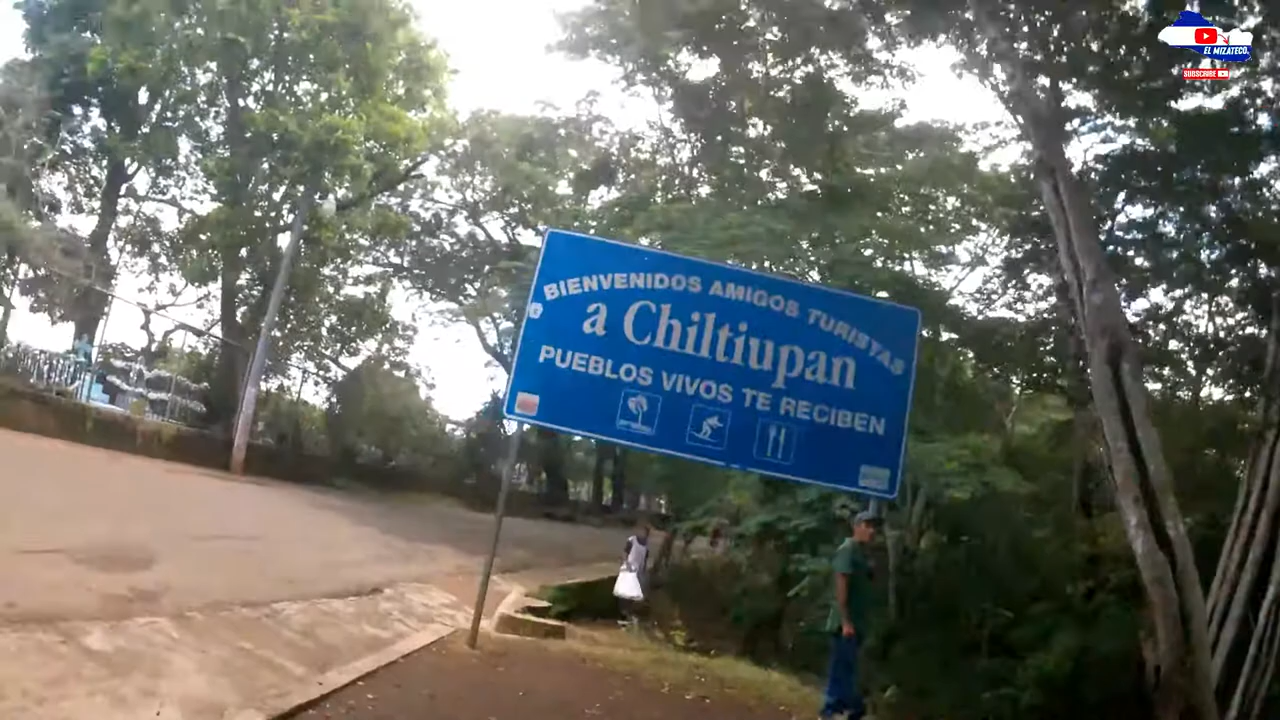 EL MIZATECO.
SUBSCRIBE
BIENVENIDOS AMIGOS TURISTAS
a Chiltiupan
PUEBLOS VIVOS TE RECIBEN